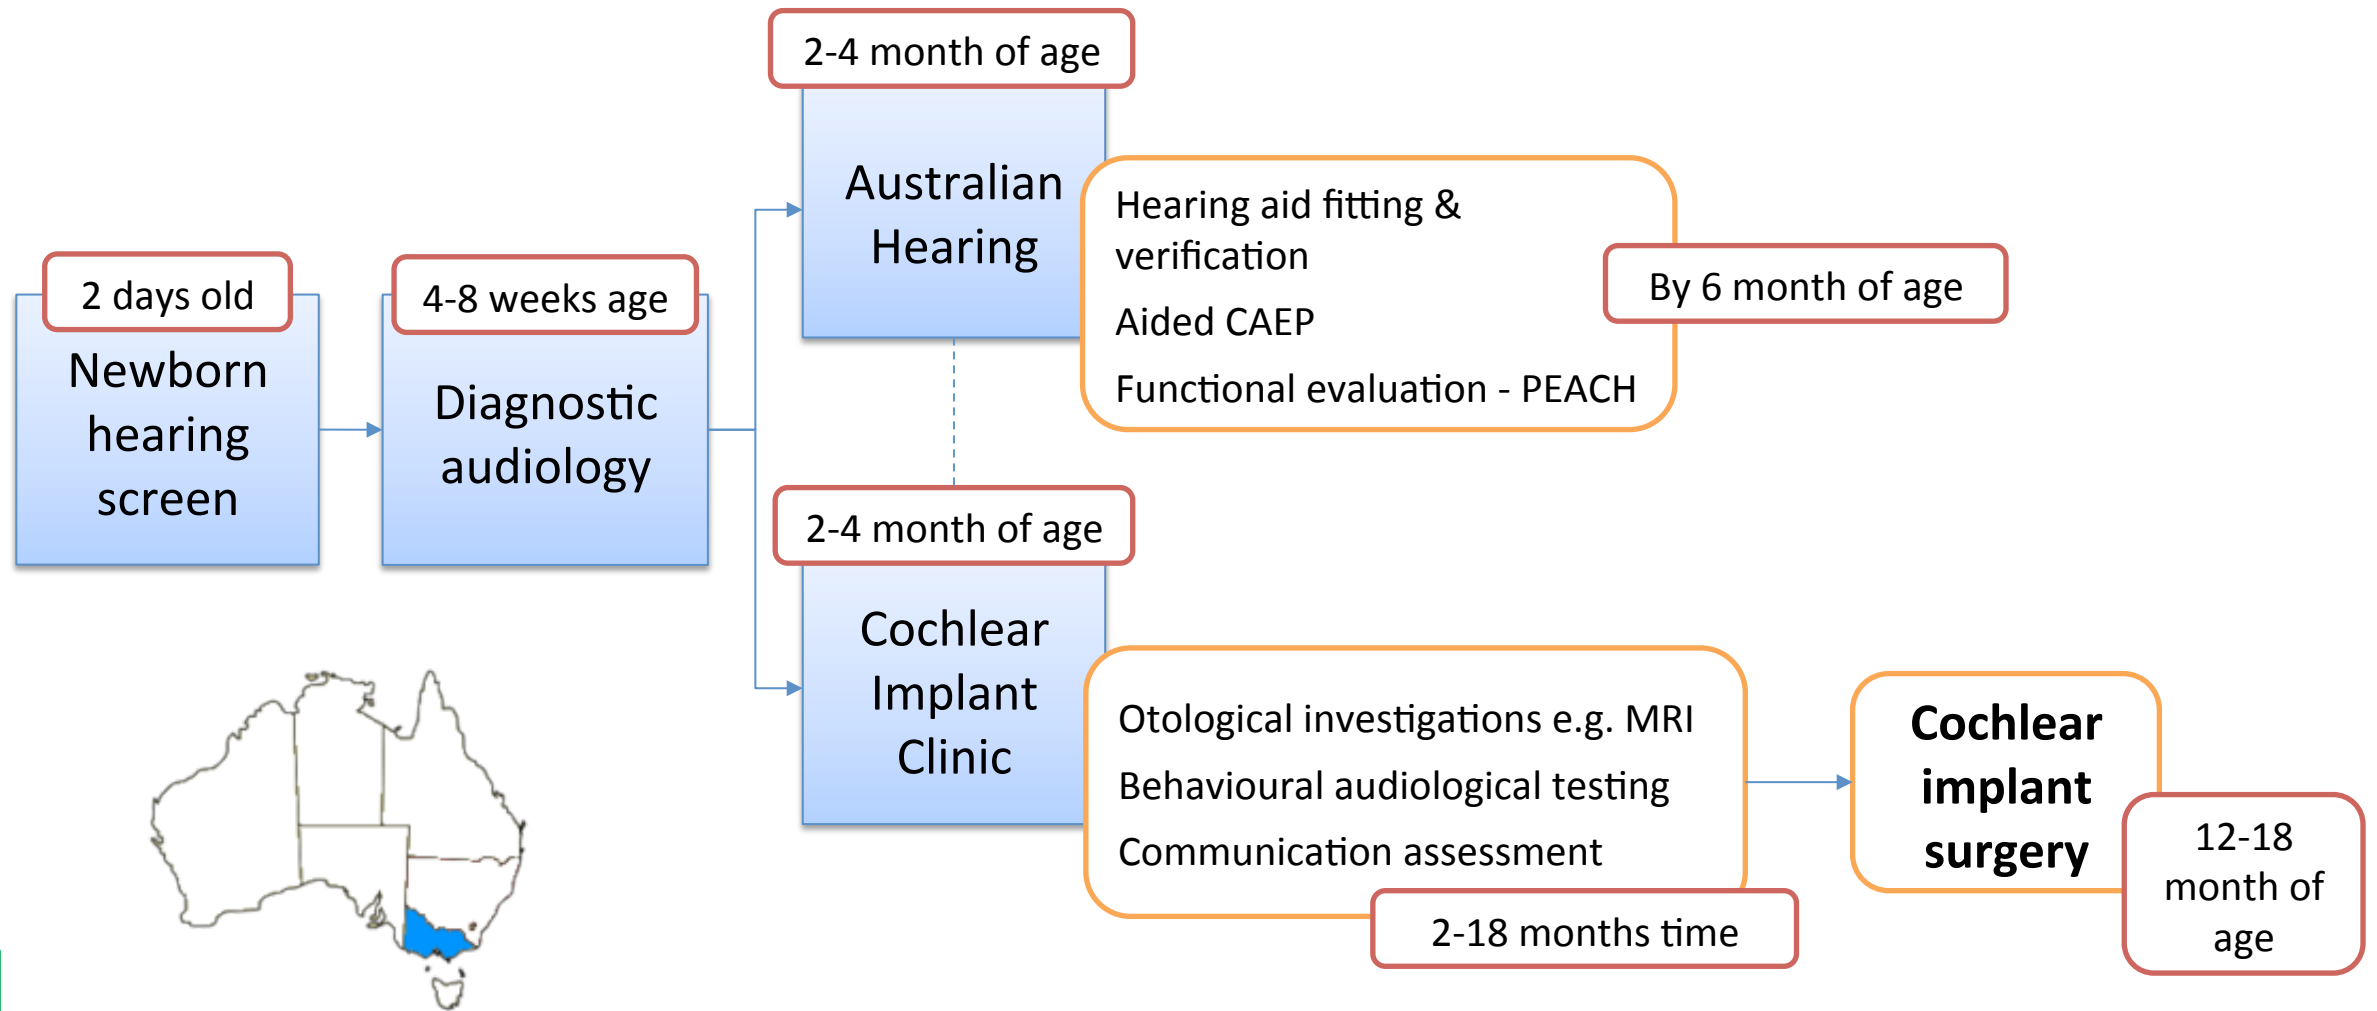 2 days old
Newborn
hearing
screen
4-8 weeks age
Diagnostic
audiology
2-4 month of age
Australian
Hearing
Hearing aid fitting &
verification
Aided CAEP
Functional evaluation - PEACH
By 6 month of age
2-4 month of age
Cochlear
Implant
Clinic
Otological investigations e.g. MRI
Behavioural audiological testing
Communication assessment
2-18 months time
Cochlear
implant
surgery
12-18
month of
age